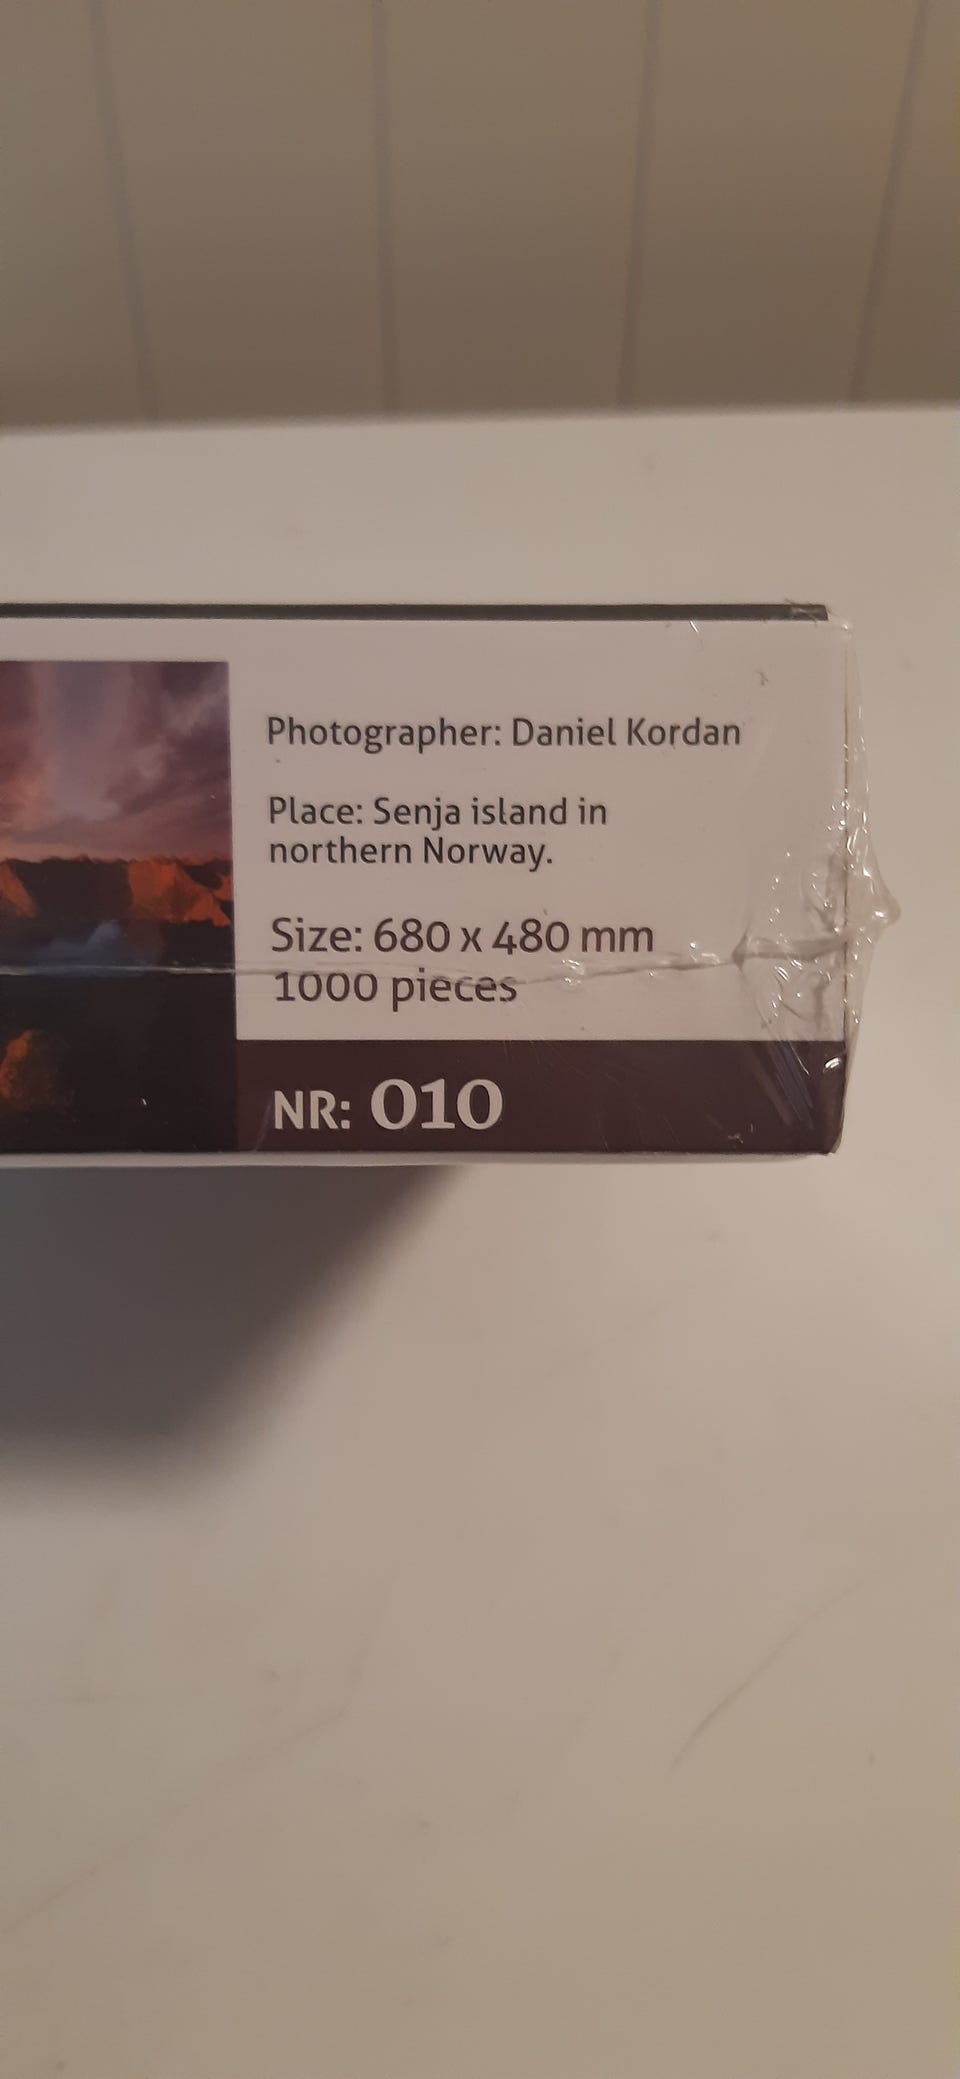 Photographer: Daniel Kordan
Place: Senja island in
northern Norway.
Size: 680 x 480 mm
1000 pieces
NR: 010